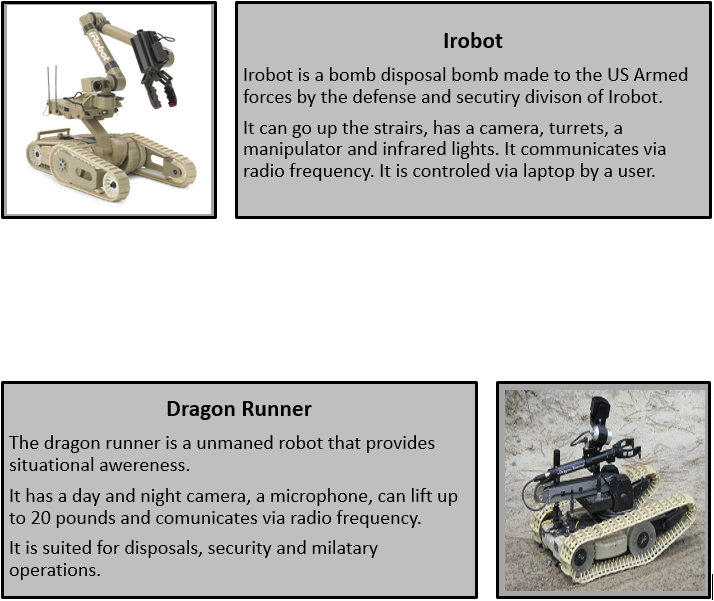 iRobot
Irobot
Irobot is a bomb disposal bomb made to the US Armed
forces by the defense and secutiry divison of Irobot.
It can go up the strairs, has a camera, turrets, a
manipulator and infrared lights. It communicates via
radio frequency. It is controled via laptop by a user.
Dragon Runner
The dragon runner is a unmaned robot that provides
situational awereness.
It has a day and night camera, a microphone, can lift up
to 20 pounds and comunicates via radio frequency.
It is suited for disposals, security and milatary
operations.
Dragon Runner